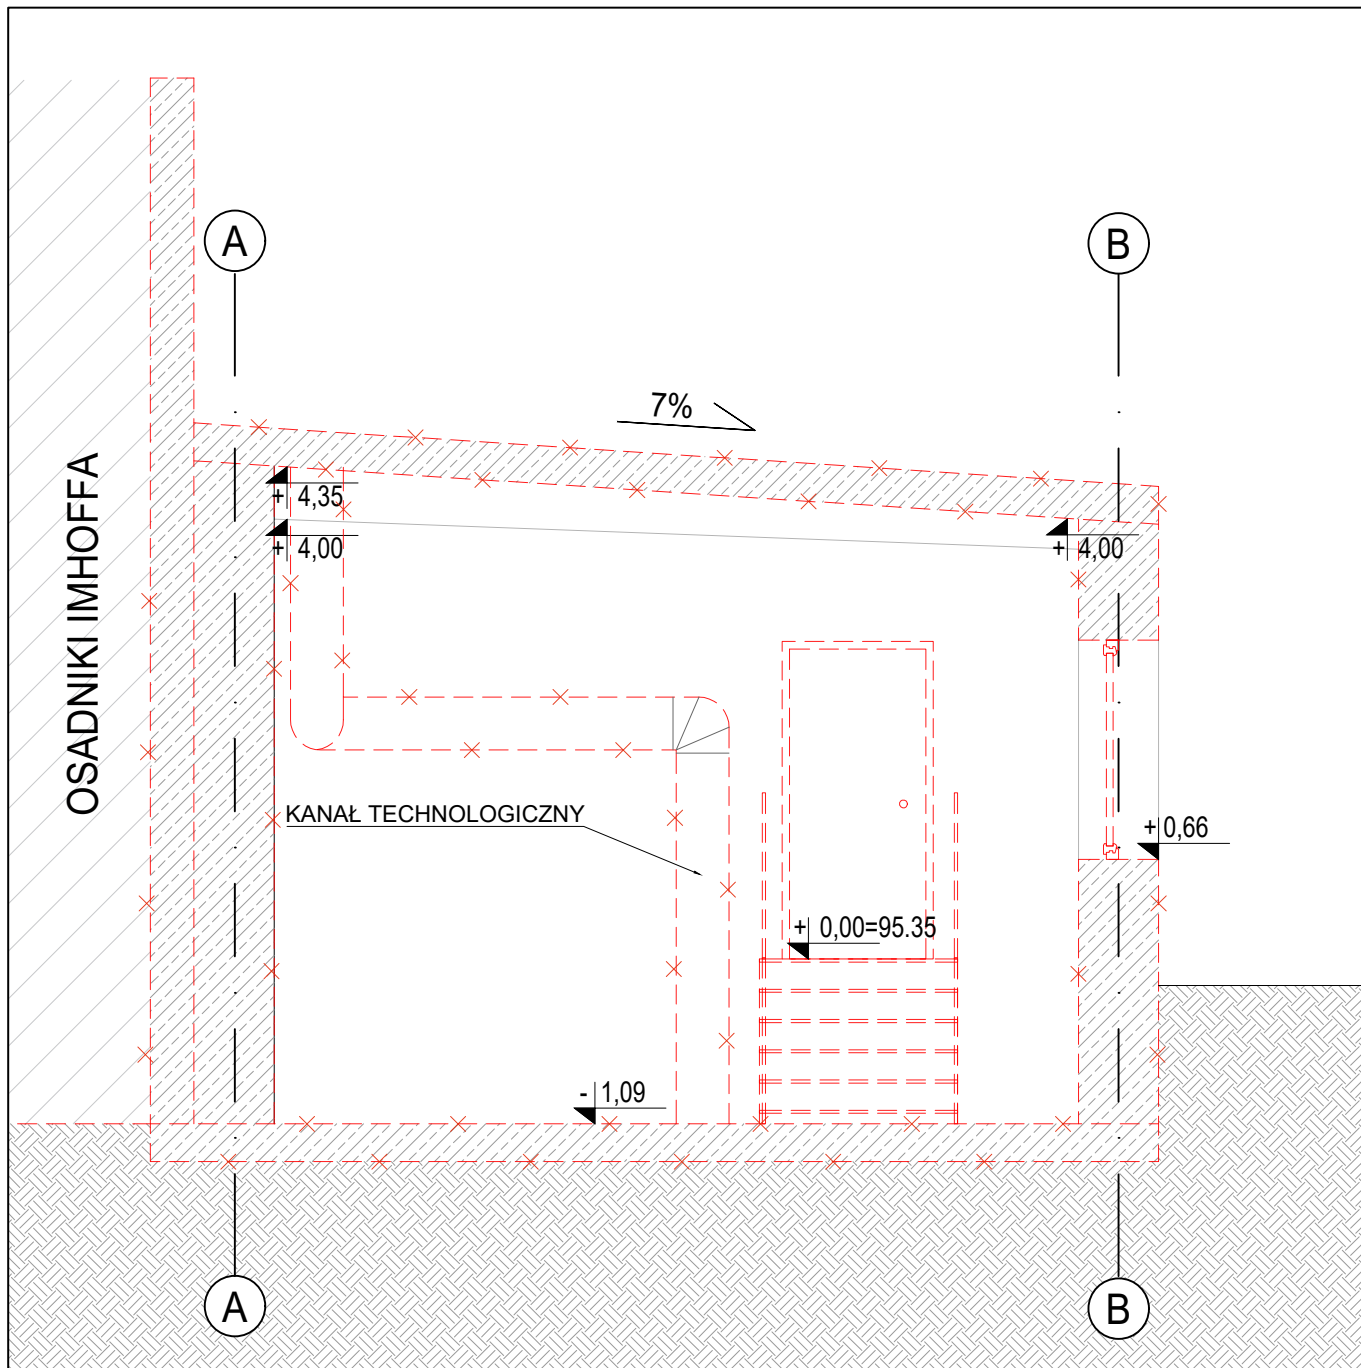 A
B
7%
+ 4,35
+ 4,00
+ 4,00
OSADNIKI IMHOFFA
KANAŁ TECHNOLOGICZNY
+ 0,66
+ 0,00=95.35
- 1,09
A
B